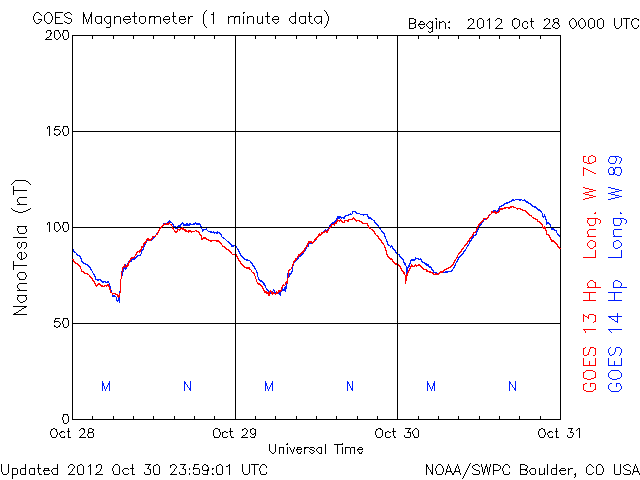 GOES Magnetometer (1 minute data)
Begin: 2012 Oct 28 0000 UTC
200
150
100
50
0
NanoTesla (nT)
M N M N M N
Oct 28 Oct 29 Oct 30 Oct 31
Universal Time
GOES 13 Hp Long. W 76
GOES 14 Hp Long. W 89
Updated 2012 Oct 30 23:59:01 UTC
NOAA/SWPC Boulder, CO USA